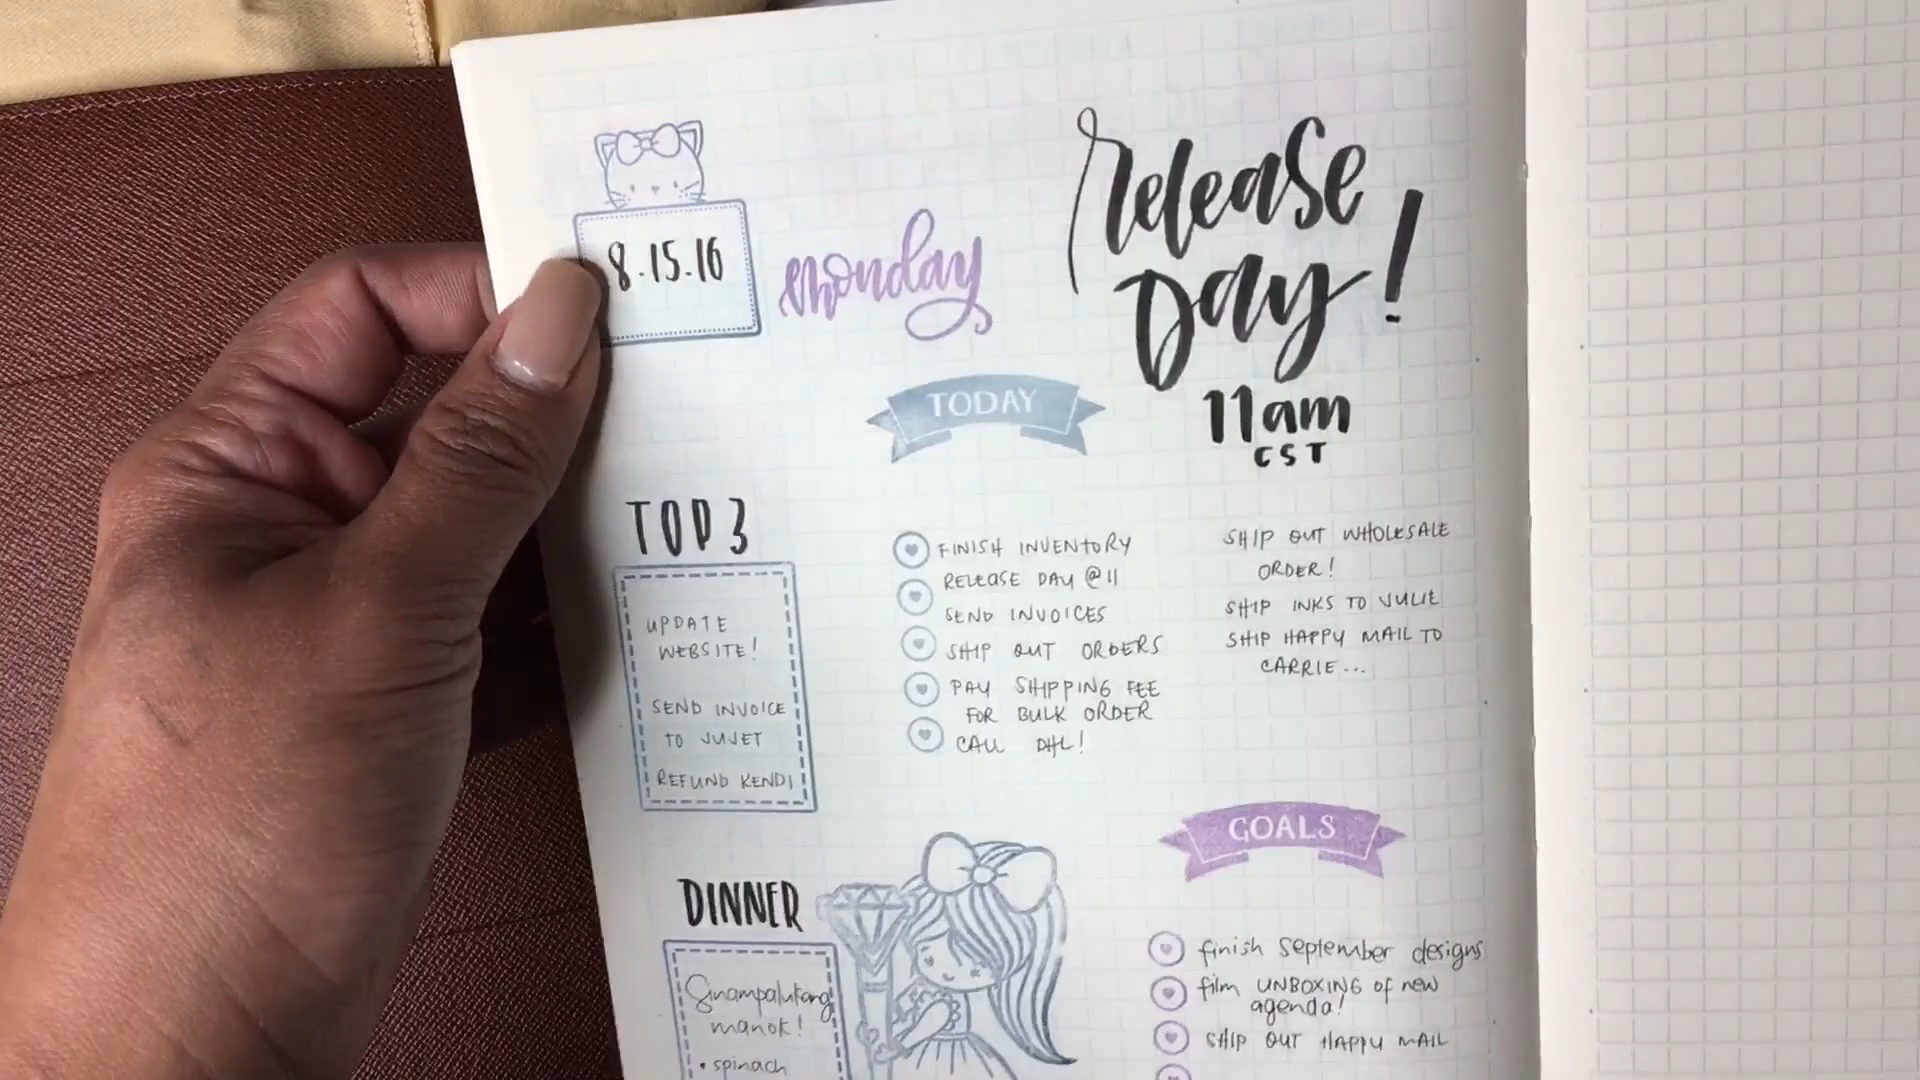 8.15.16
monday
release
Day!
11am
CST
TODAY
TOP 3
UPDATE
WEBSITE!
SEND INVOICE
TO JUJET
REFUND KENDI
FINISH INVENTORY
RELEASE DAY @ 11
SEND INVOICES
SHIP OUT ORDERS
PAY SHIPPING FEE
FOR BULK ORDER
CALL DHL!
SHIP OUT WHOLESALE
ORDER!
SHIP INKS TO JULIE
SHIP HAPPY MAIL TO
CARRIE...
DINNER
Sinampalukang
manok!
• spinach
GOALS
finish september designs
film UNBOXING of new
agenda!
SHIP OUT HAPPY MAIL